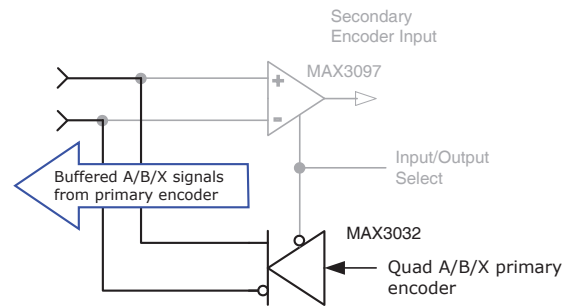 Secondary
Encoder Input
MAX3097
+
-
Buffered A/B/X signals
from primary encoder
Input/Output
Select
MAX3032
Quad A/B/X primary
encoder